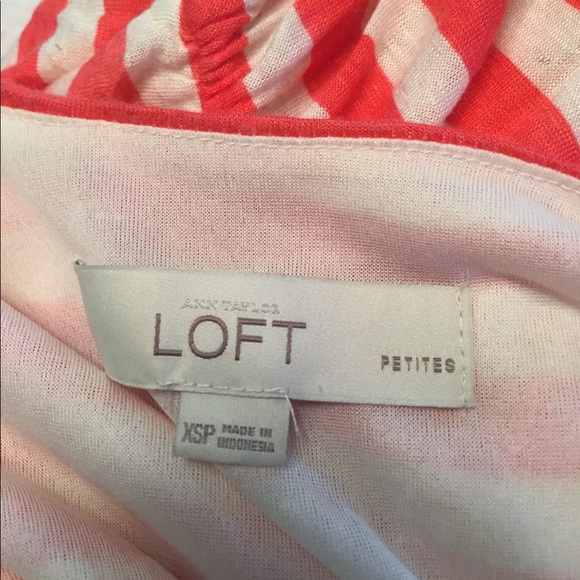 ANN TAYLOR
LOFT
PETITES
XSP
MADE IN
INDONESIA